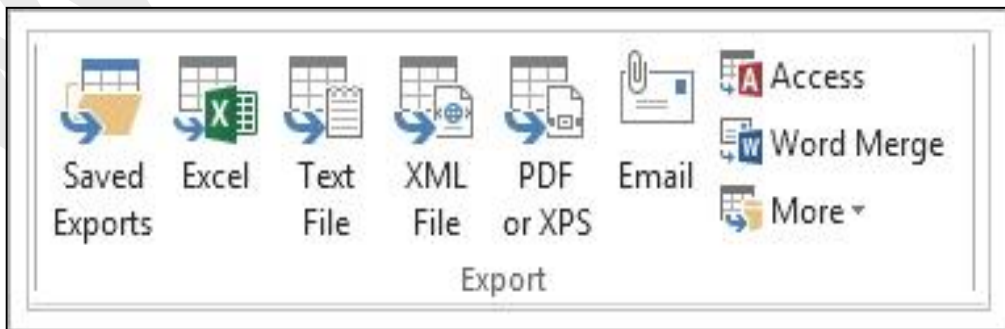 Saved
Exports
Excel
Text
File
XML
File
PDF
or XPS
Email
Access
Word Merge
More
Export